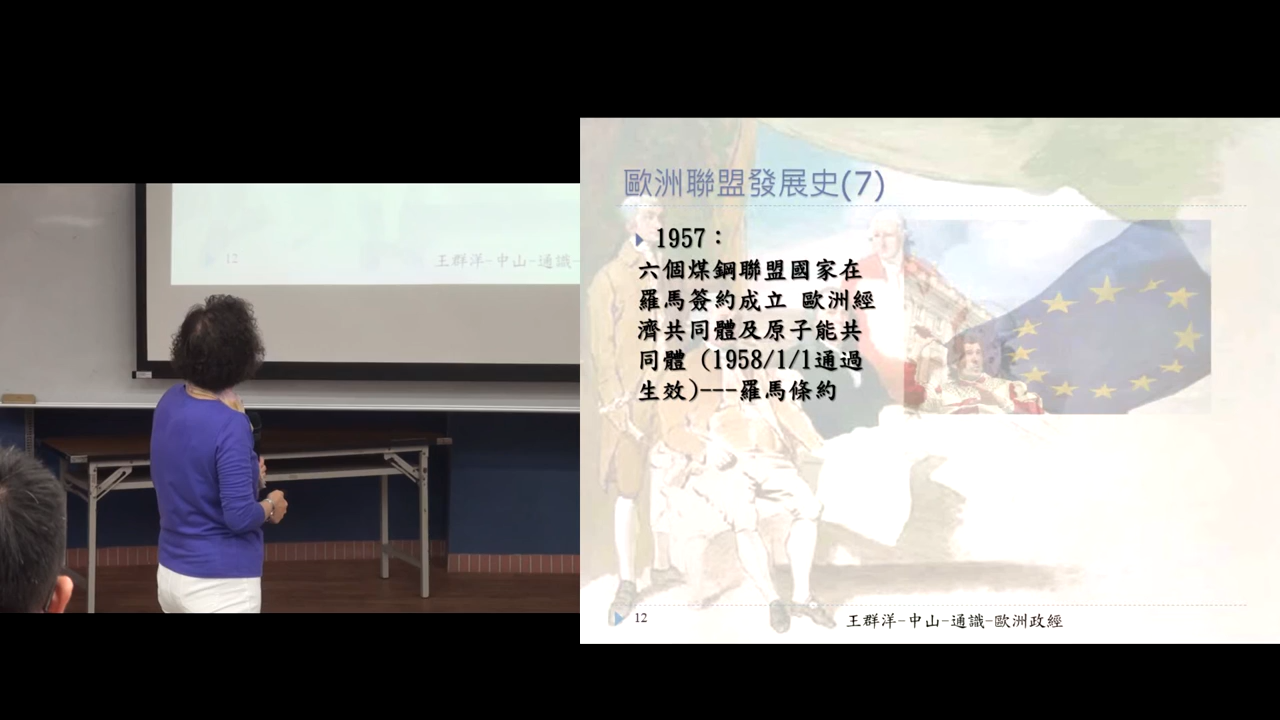 12
王群洋-中山-通識-
歐洲聯盟發展史(7)
1957：
六個煤鋼聯盟國家在
羅馬簽約成立 歐洲經
濟共同體及原子能共
同體 (1958/1/1通過
生效)---羅馬條約
12
王群洋-中山-通識-歐洲政經